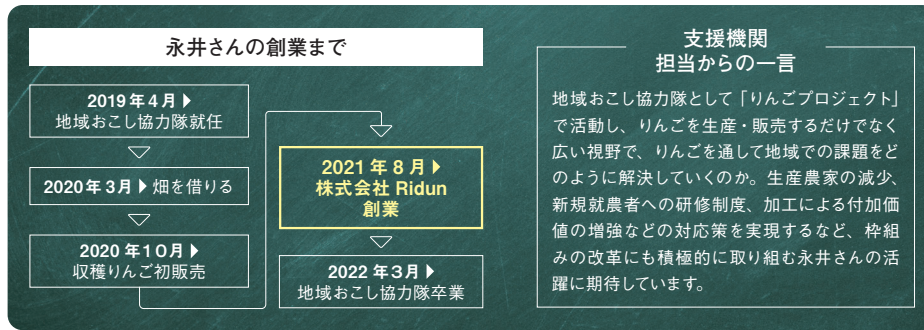 永井さんの創業まで
2019年4月▶
地域おこし協力隊就任
2020年3月▶畑を借りる
2020年10月▶
収穫りんご初販売
2021年8月▶
株式会社 Ridun
創業
2022年3月▶
地域おこし協力隊卒業
支援機関
担当からの一言
地域おこし協力隊として「りんごプロジェクト」
で活動し、りんごを生産・販売するだけでなく
広い視野で、りんごを通して地域での課題をど
のように解決していくのか。生産農家の減少、
新規就農者への研修制度、加工による付加価
値の増強などの対応策を実現するなど、枠組
みの改革にも積極的に取り組む永井さんの活
躍に期待しています。